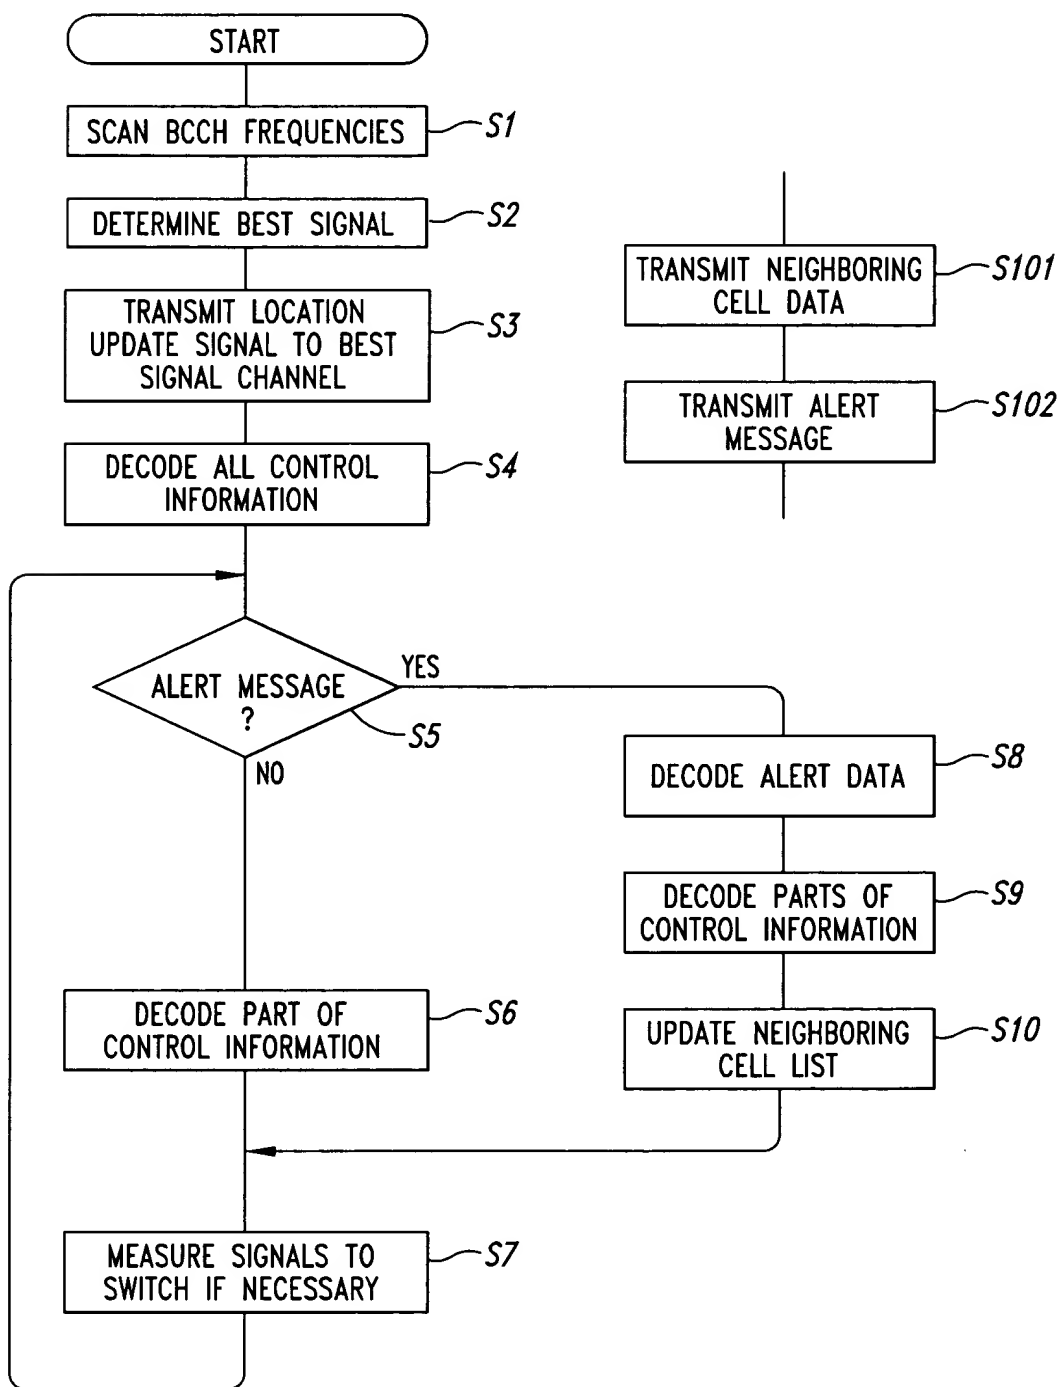 START
SCAN BCCH FREQUENCIES
S1
DETERMINE BEST SIGNAL
S2
TRANSMIT LOCATION
UPDATE SIGNAL TO BEST
SIGNAL CHANNEL
S3
DECODE ALL CONTROL
INFORMATION
S4
TRANSMIT NEIGHBORING
CELL DATA
S101
TRANSMIT ALERT
MESSAGE
S102
ALERT MESSAGE
?
S5
YES
NO
DECODE ALERT DATA
S8
DECODE PARTS OF
CONTROL INFORMATION
S9
UPDATE NEIGHBORING
CELL LIST
S10
DECODE PART OF
CONTROL INFORMATION
S6
MEASURE SIGNALS TO
SWITCH IF NECESSARY
S7